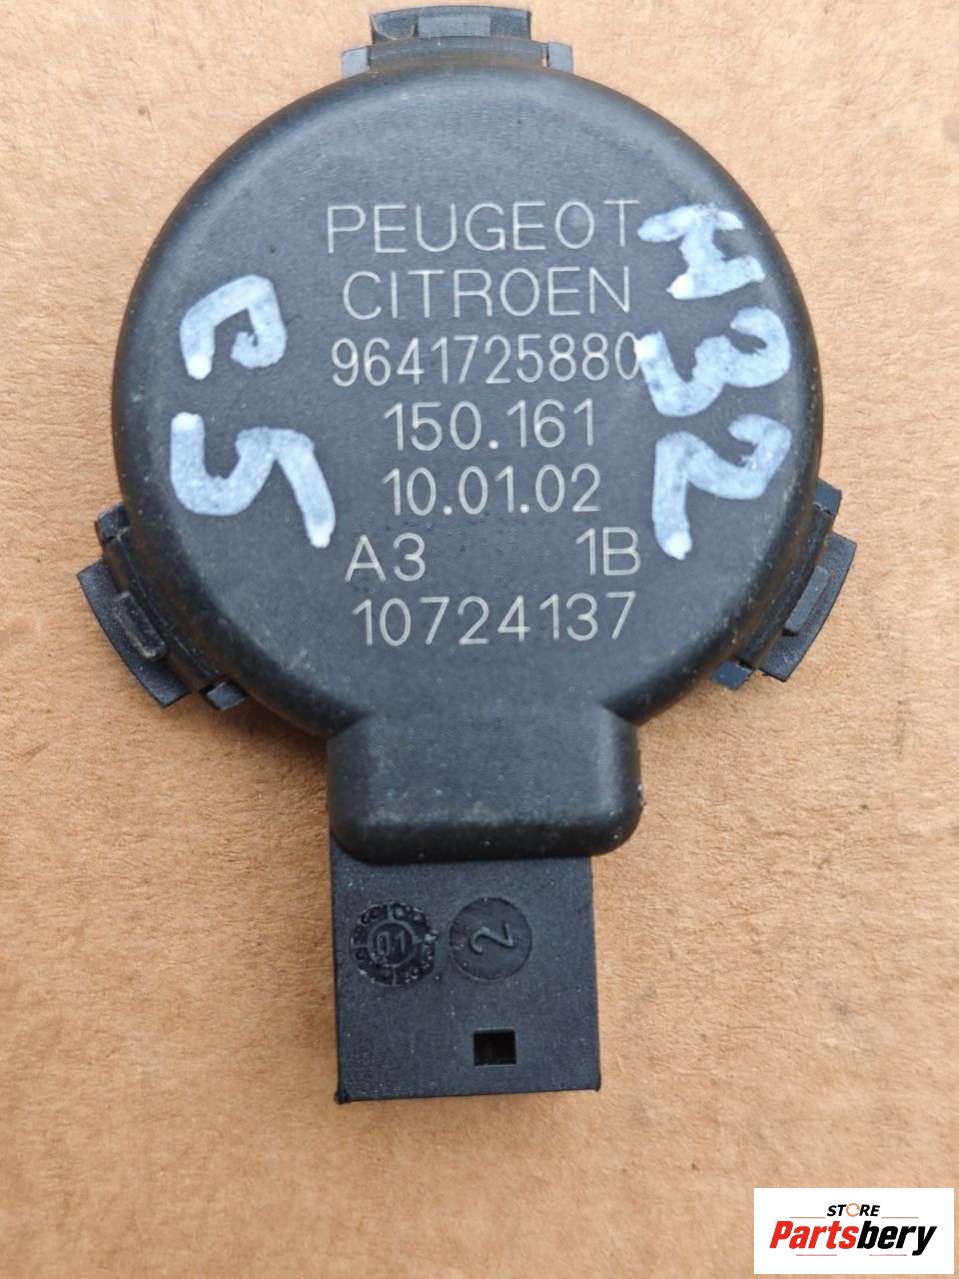 PEUGEOT
CITROEN
9641725880
150.161
10.01.02
A3 1B
10724137
C5
H32
01
2
STORE
Partsbery